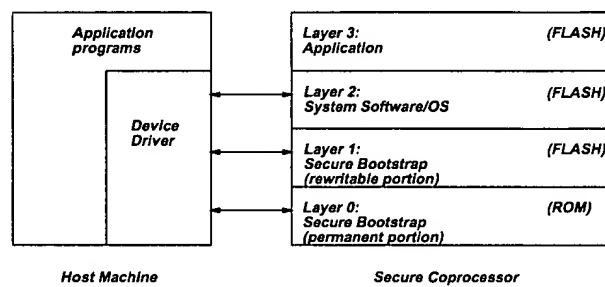 Application
programs
Device
Driver
Layer 3: (FLASH)
Application
Layer 2: (FLASH)
System Software/OS
Layer 1: (FLASH)
Secure Bootstrap
(rewritable portion)
Layer 0: (ROM)
Secure Bootstrap
(permanent portion)
Host Machine
Secure Coprocessor